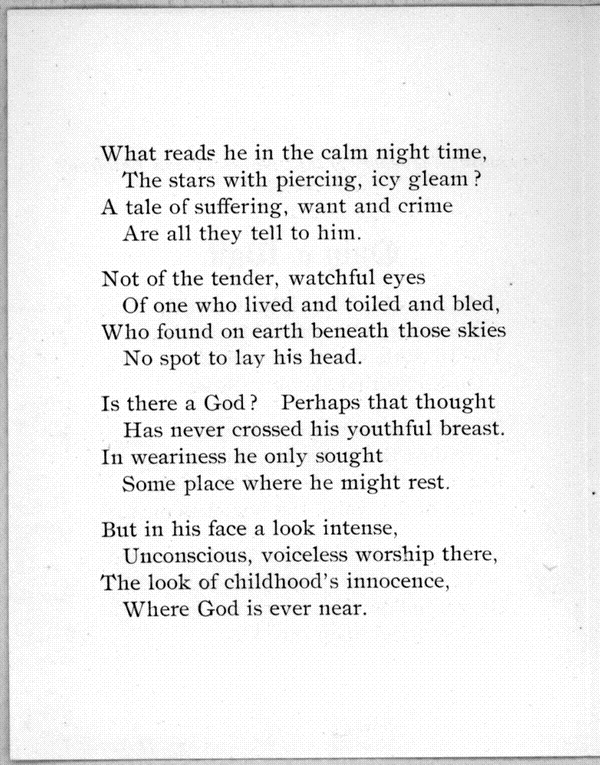 What reads he in the calm night time,
The stars with piercing, icy gleam?
A tale of suffering, want and crime
Are all they tell to him.
Not of the tender, watchful eyes
Of one who lived and toiled and bled,
Who found on earth beneath those skies
No spot to lay his head.
Is there a God? Perhaps that thought
Has never crossed his youthful breast.
In weariness he only sought
Some place where he might rest.
But in his face a look intense,
Unconscious, voiceless worship there,
The look of childhood's innocence,
Where God is ever near.